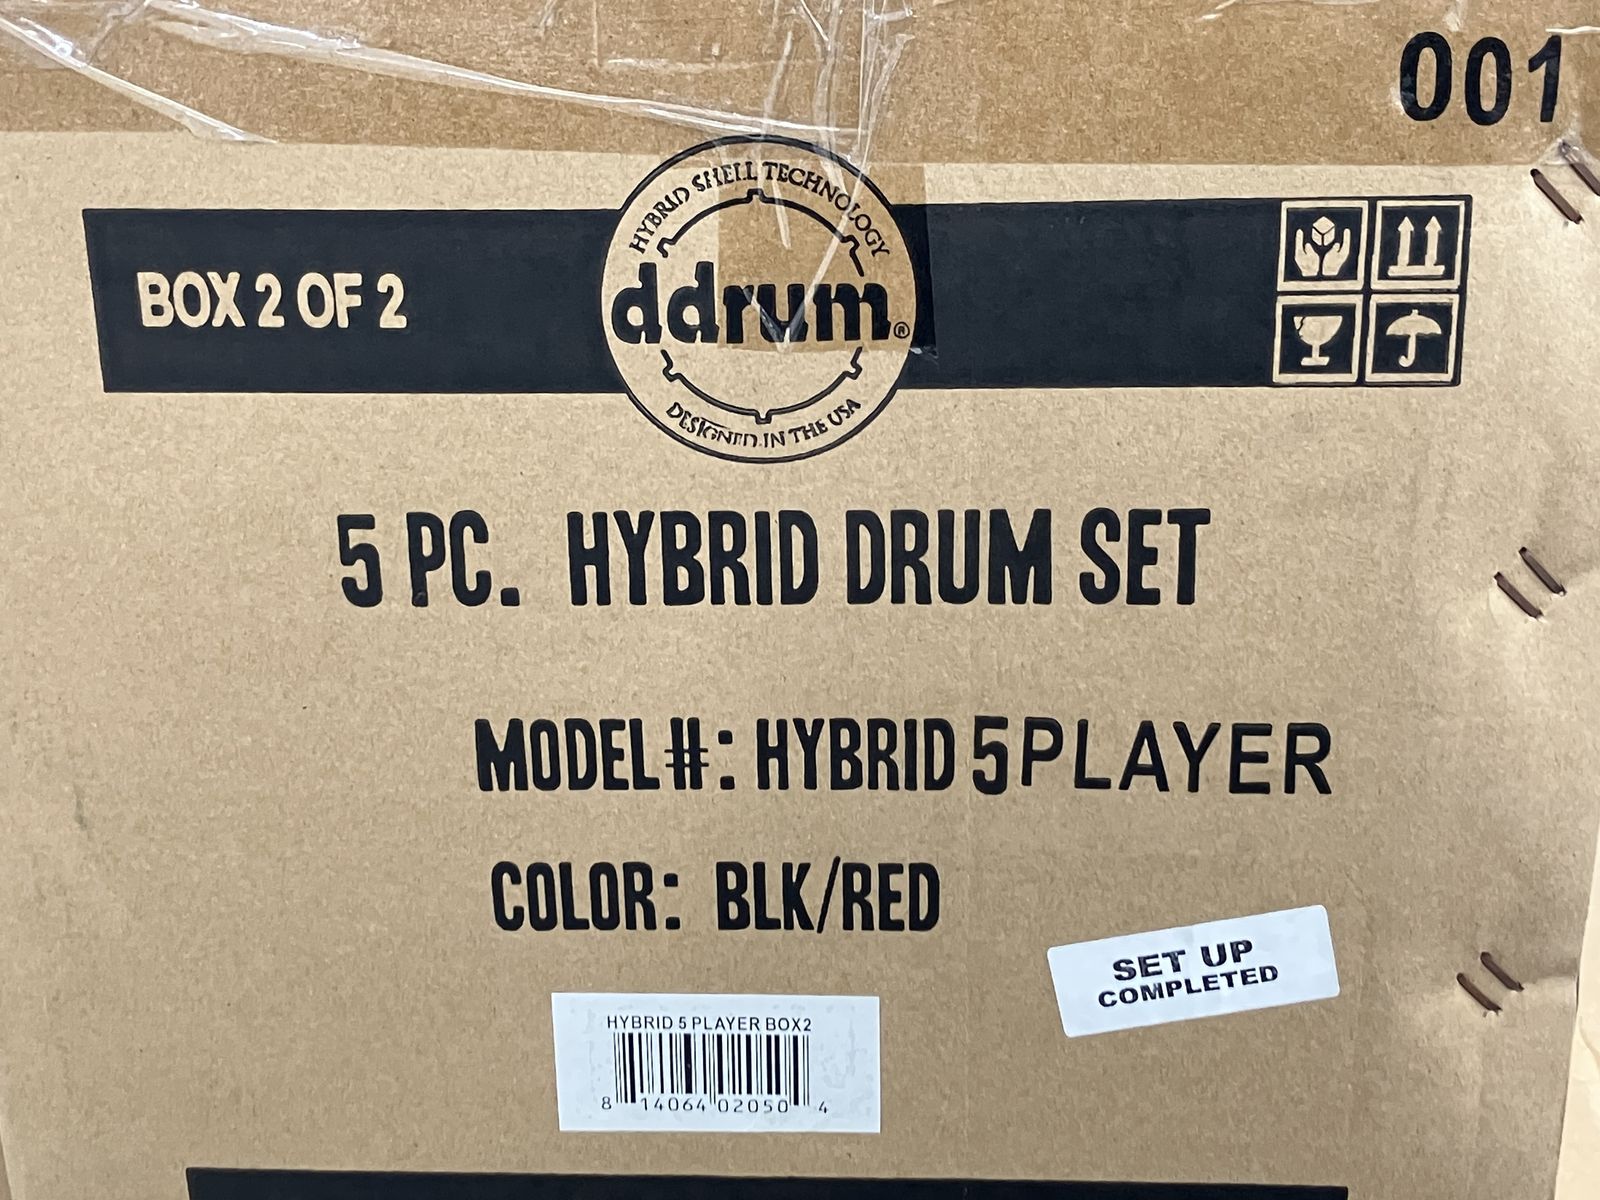 001
HYBRID SHELL TECHNOLOGY
BOX 2 OF 2
ddrum®
DESIGNED IN THE USA
5 PC. HYBRID DRUM SET
MODEL#: HYBRID 5PLAYER
COLOR: BLK/RED
SET UP
COMPLETED
HYBRID 5 PLAYER BOX2
8 14064 02050 4